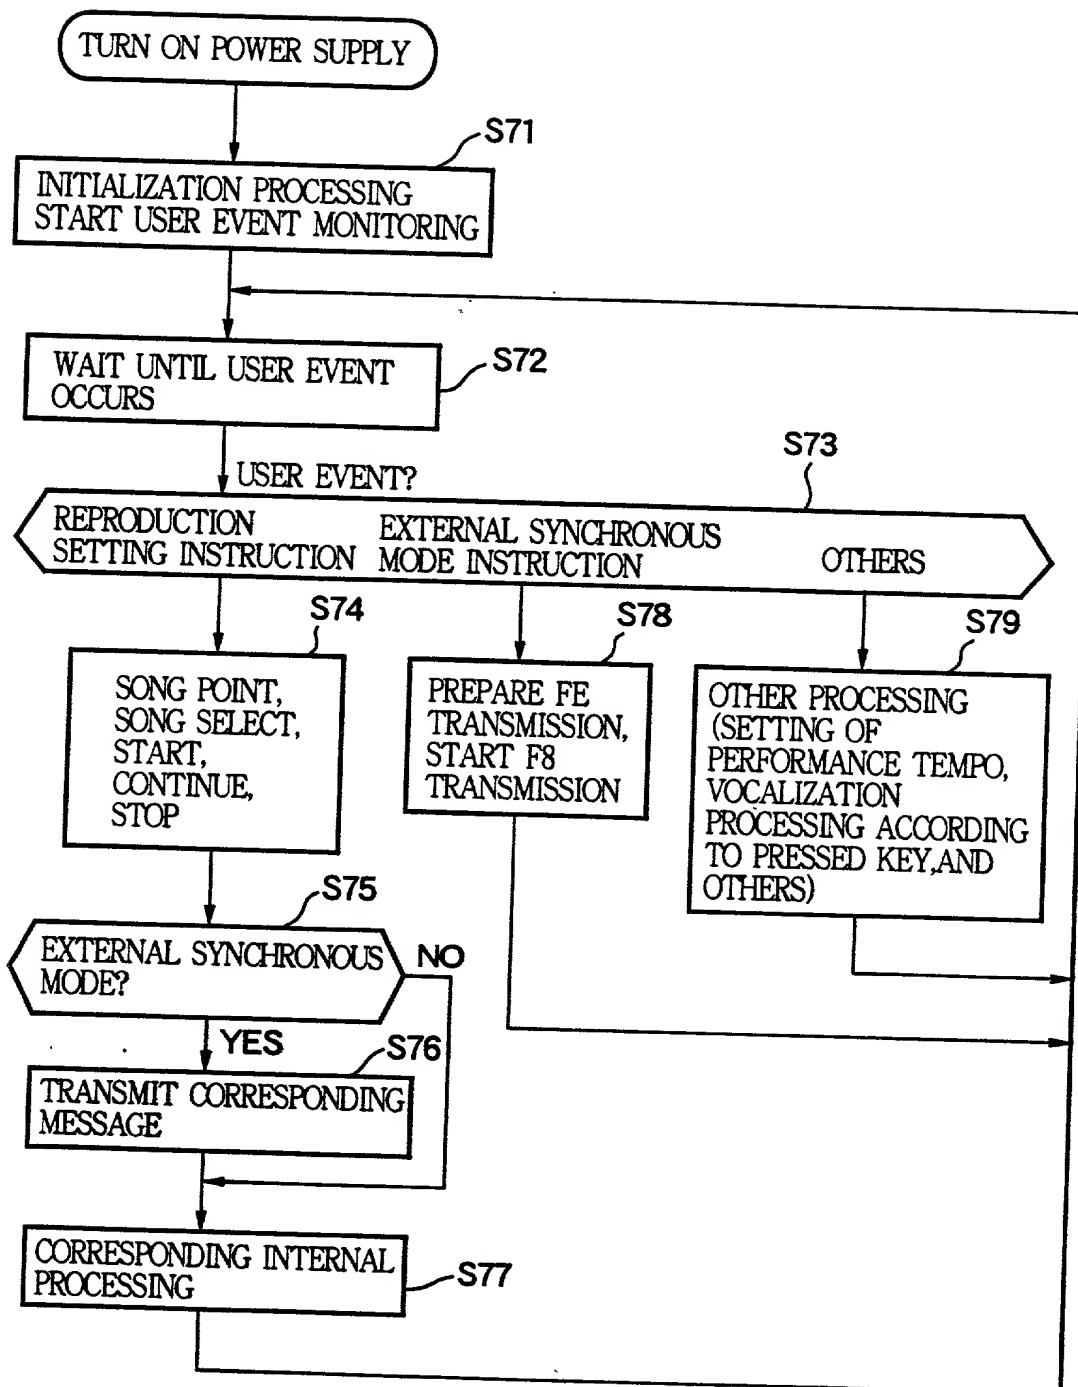 TURN ON POWER SUPPLY
S71
INITIALIZATION PROCESSING
START USER EVENT MONITORING
S72
WAIT UNTIL USER EVENT
OCCURS
S73
USER EVENT?
REPRODUCTION
SETTING INSTRUCTION
EXTERNAL SYNCHRONOUS
MODE INSTRUCTION
OTHERS
S74
SONG POINT,
SONG SELECT,
START,
CONTINUE,
STOP
S78
PREPARE FE
TRANSMISSION,
START F8
TRANSMISSION
S79
OTHER PROCESSING
(SETTING OF
PERFORMANCE TEMPO,
VOCALIZATION
PROCESSING ACCORDING
TO PRESSED KEY,AND
OTHERS)
S75
EXTERNAL SYNCHRONOUS
MODE?
NO
YES
S76
TRANSMIT CORRESPONDING
MESSAGE
CORRESPONDING INTERNAL
PROCESSING
S77